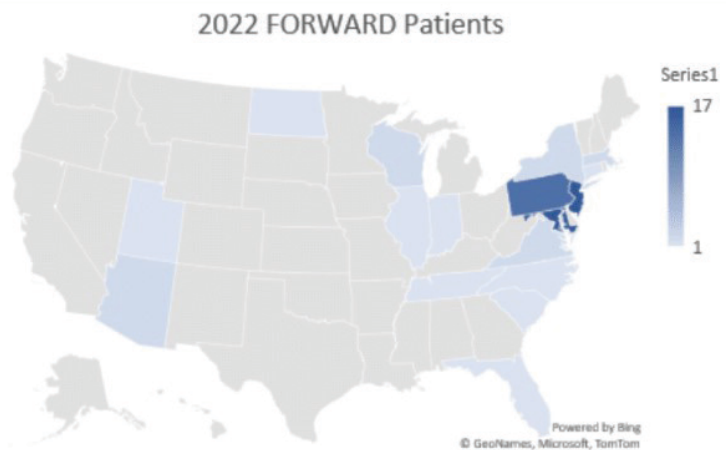 2022 FORWARD Patients
Series1
17
1
Powered by Bing
© GeoNames, Microsoft, TomTom